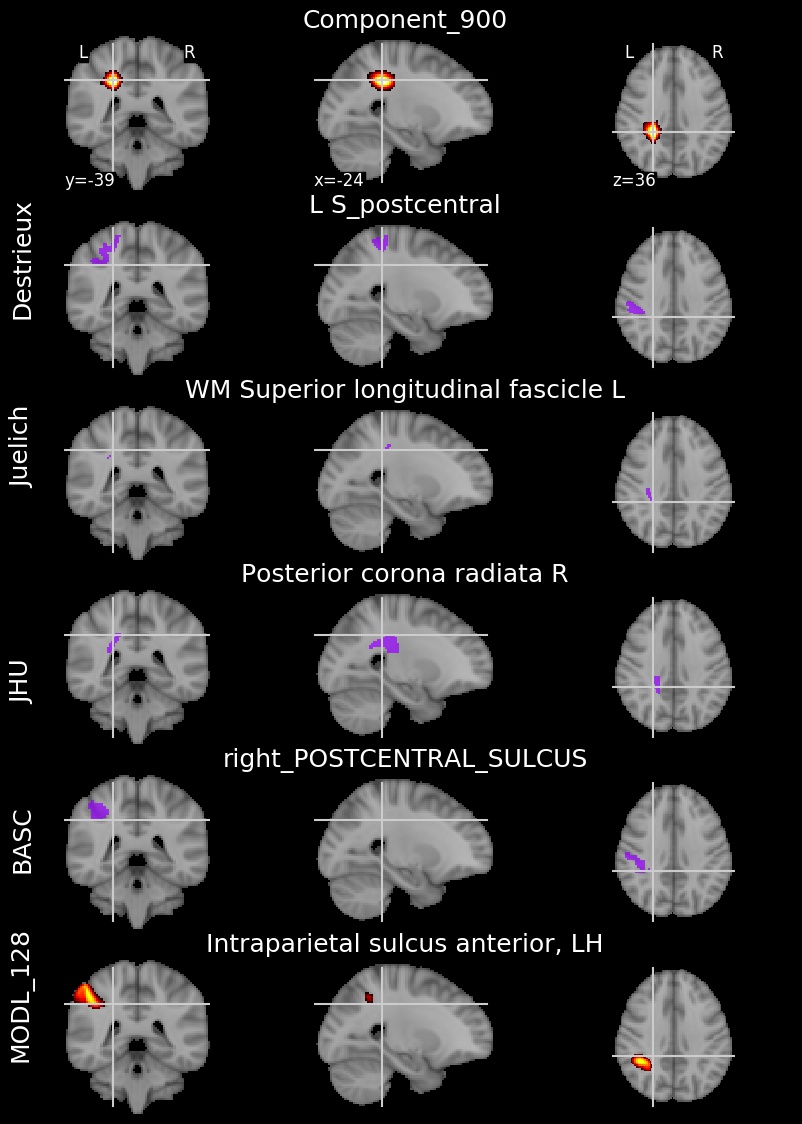 Component_900
L R
L R
y=-39
x=-24
z=36
Destrieux
L S_postcentral
Juelich
WM Superior longitudinal fascicle L
JHU
Posterior corona radiata R
BASC
right_POSTCENTRAL_SULCUS
MODL_128
Intraparietal sulcus anterior, LH